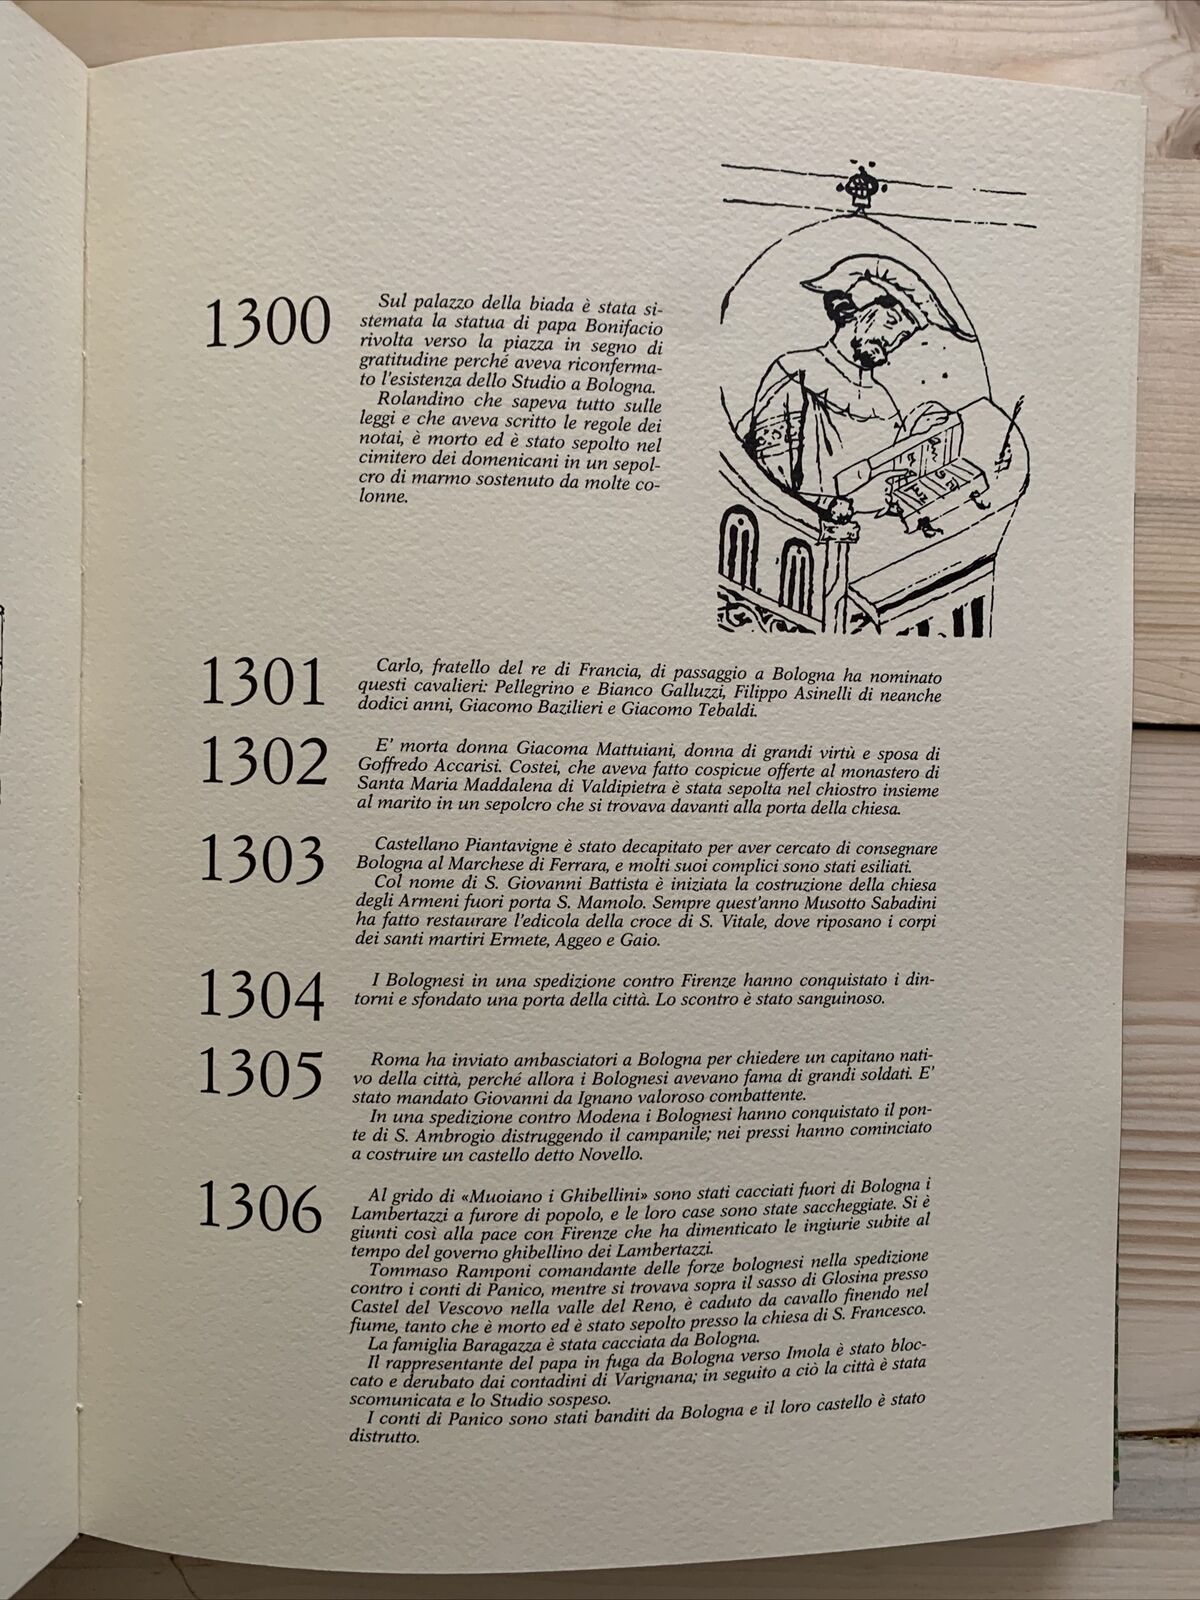 1300
Sul palazzo della biada è stata si-
stemata la statua di papa Bonifacio
rivolta verso la piazza in segno di
gratitudine perché aveva riconferma-
to l'esistenza dello Studio a Bologna.
Rolandino che sapeva tutto sulle
leggi e che aveva scritto le regole dei
notai, è morto ed è stato sepolto nel
cimitero dei domenicani in un sepol-
cro di marmo sostenuto da molte co-
lonne.
1301
Carlo, fratello del re di Francia, di passaggio a Bologna ha nominato
questi cavalieri: Pellegrino e Bianco Galluzzi, Filippo Asinelli di neanche
dodici anni, Giacomo Bazilieri e Giacomo Tebaldi.
1302
E' morta donna Giacoma Mattuiani, donna di grandi virtù e sposa di
Goffredo Accarisi. Costei, che aveva fatto cospicue offerte al monastero di
Santa Maria Maddalena di Valdipietra è stata sepolta nel chiostro insieme
al marito in un sepolcro che si trovava davanti alla porta della chiesa.
1303
Castellano Piantavigne è stato decapitato per aver cercato di consegnare
Bologna al Marchese di Ferrara, e molti suoi complici sono stati esiliati.
Col nome di S. Giovanni Battista è iniziata la costruzione della chiesa
degli Armeni fuori porta S. Mamolo. Sempre quest'anno Musotto Sabadini
ha fatto restaurare l'edicola della croce di S. Vitale, dove riposano i corpi
dei santi martiri Ermete, Aggeo e Gaio.
1304
I Bolognesi in una spedizione contro Firenze hanno conquistato i din-
torni e sfondato una porta della città. Lo scontro è stato sanguinoso.
1305
Roma ha inviato ambasciatori a Bologna per chiedere un capitano nati-
vo della città, perché allora i Bolognesi avevano fama di grandi soldati. E'
stato mandato Giovanni da Ignano valoroso combattente.
In una spedizione contro Modena i Bolognesi hanno conquistato il pon-
te di S. Ambrogio distruggendo il campanile; nei pressi hanno cominciato
a costruire un castello detto Novello.
1306
Al grido di «Muoiano i Ghibellini» sono stati cacciati fuori di Bologna i
Lambertazzi a furore di popolo, e le loro case sono state saccheggiate. Si è
giunti così alla pace con Firenze che ha dimenticato le ingiurie subite al
tempo del governo ghibellino dei Lambertazzi.
Tommaso Ramponi comandante delle forze bolognesi nella spedizione
contro i conti di Panico, mentre si trovava sopra il sasso di Glosina presso
Castel del Vescovo nella valle del Reno, è caduto da cavallo finendo nel
fiume, tanto che è morto ed è stato sepolto presso la chiesa di S. Francesco.
La famiglia Baragazza è stata cacciata da Bologna.
Il rappresentante del papa in fuga da Bologna verso Imola è stato bloc-
cato e derubato dai contadini di Varignana; in seguito a ciò la città è stata
scomunicata e lo Studio sospeso.
I conti di Panico sono stati banditi da Bologna e il loro castello è stato
distrutto.